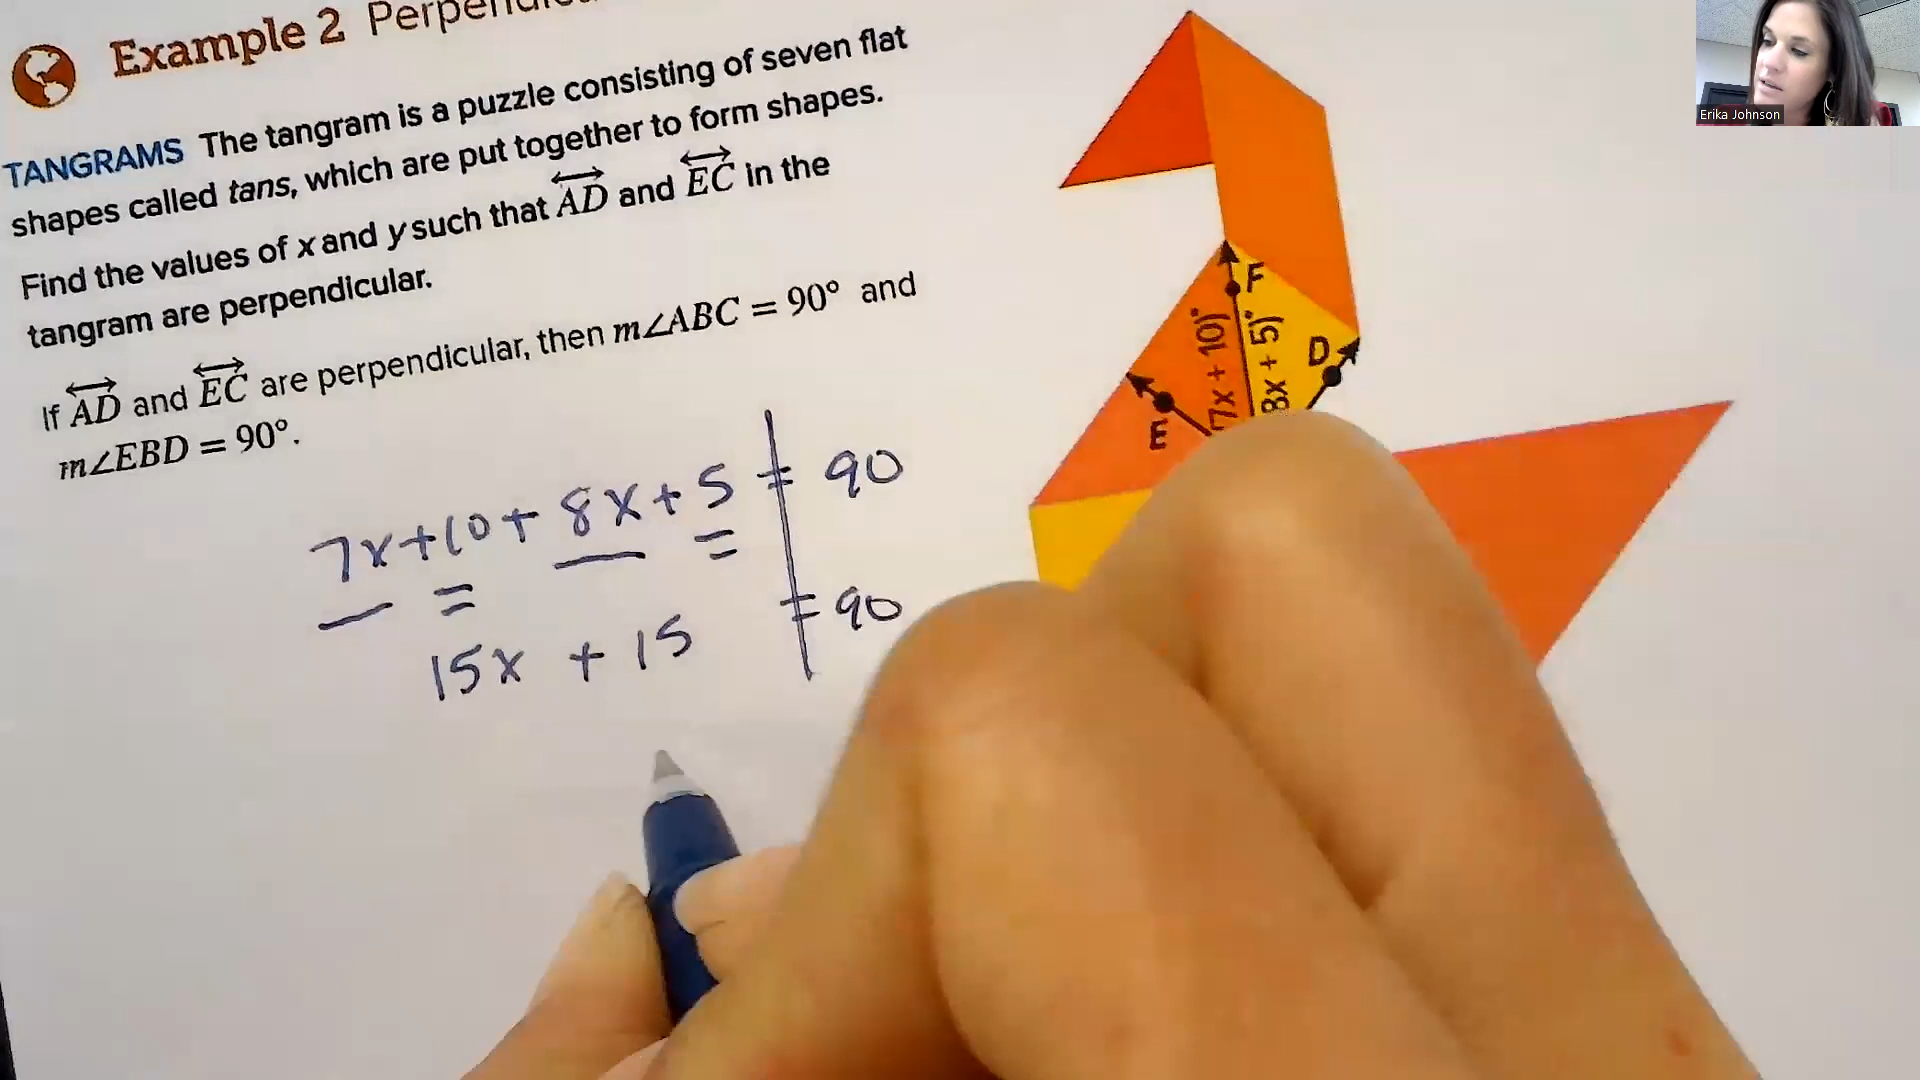 Example 2
TANGRAMS The tangram is a puzzle consisting of seven flat
shapes called tans, which are put together to form shapes.
Find the values of x and y such that AD and EC in the
tangram are perpendicular.
If AD and EC are perpendicular, then m∠ABC = 90° and
m∠EBD = 90°.
7x+10+ 8x+5 = 90
15x + 15 = 90
F
(7x + 10)°
8x + 5)°
D
E
Erika Johnson